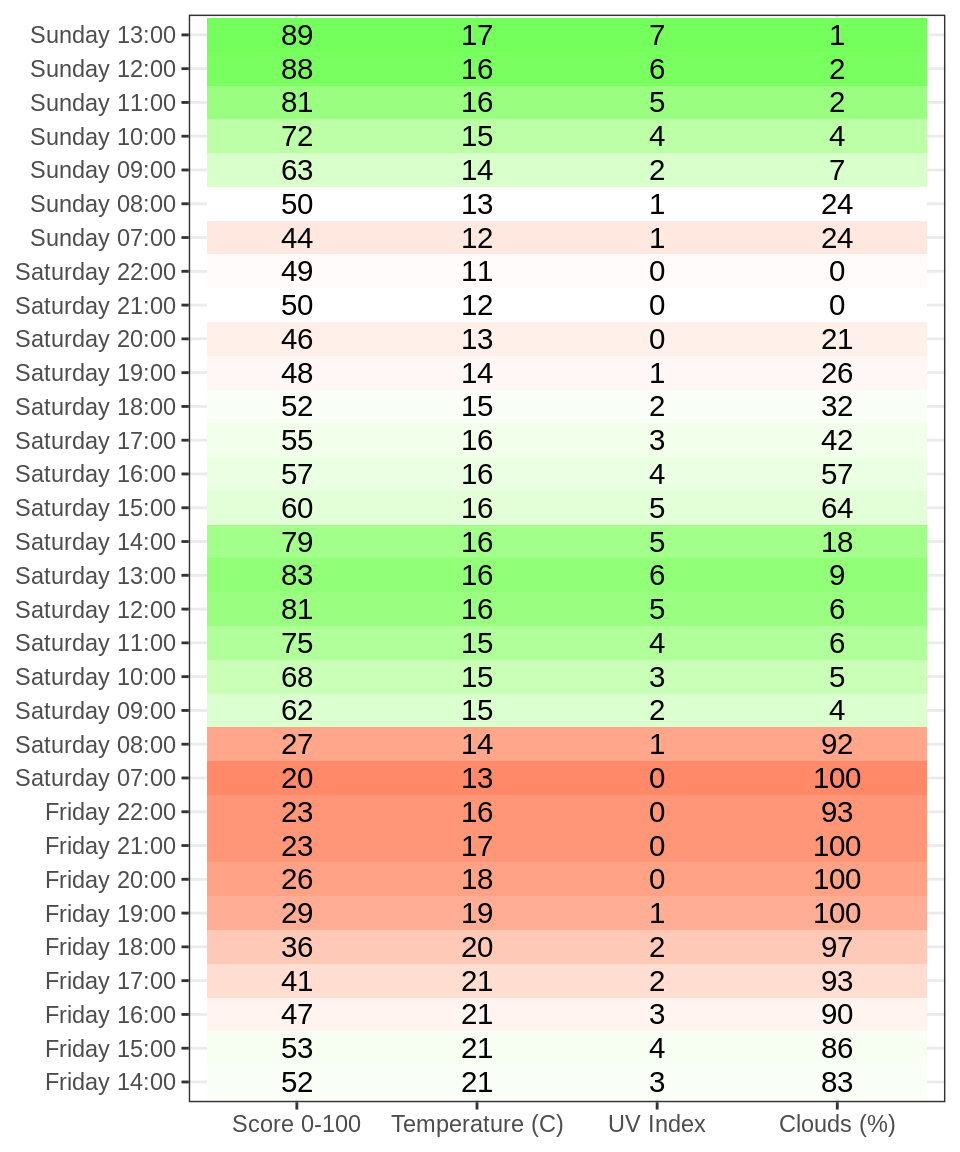 Sunday 13:00 89 17 7 1
Sunday 12:00 88 16 6 2
Sunday 11:00 81 16 5 2
Sunday 10:00 72 15 4 4
Sunday 09:00 63 14 2 7
Sunday 08:00 50 13 1 24
Sunday 07:00 44 12 1 24
Saturday 22:00 49 11 0 0
Saturday 21:00 50 12 0 0
Saturday 20:00 46 13 0 21
Saturday 19:00 48 14 1 26
Saturday 18:00 52 15 2 32
Saturday 17:00 55 16 3 42
Saturday 16:00 57 16 4 57
Saturday 15:00 60 16 5 64
Saturday 14:00 79 16 5 18
Saturday 13:00 83 16 6 9
Saturday 12:00 81 16 5 6
Saturday 11:00 75 15 4 6
Saturday 10:00 68 15 3 5
Saturday 09:00 62 15 2 4
Saturday 08:00 27 14 1 92
Saturday 07:00 20 13 0 100
Friday 22:00 23 16 0 93
Friday 21:00 23 17 0 100
Friday 20:00 26 18 0 100
Friday 19:00 29 19 1 100
Friday 18:00 36 20 2 97
Friday 17:00 41 21 2 93
Friday 16:00 47 21 3 90
Friday 15:00 53 21 4 86
Friday 14:00 52 21 3 83
Score 0-100 Temperature (C) UV Index Clouds (%)